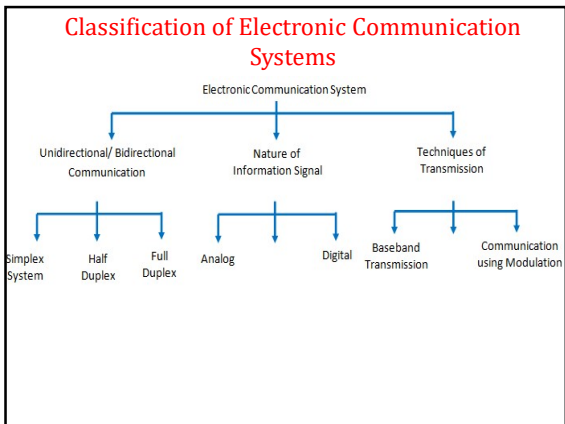 Classification of Electronic Communication
Systems
Electronic Communication System
Unidirectional/ Bidirectional
Communication
Nature of
Information Signal
Techniques of
Transmission
Simplex
System
Half
Duplex
Full
Duplex
Analog
Digital
Baseband
Transmission
Communication
using Modulation